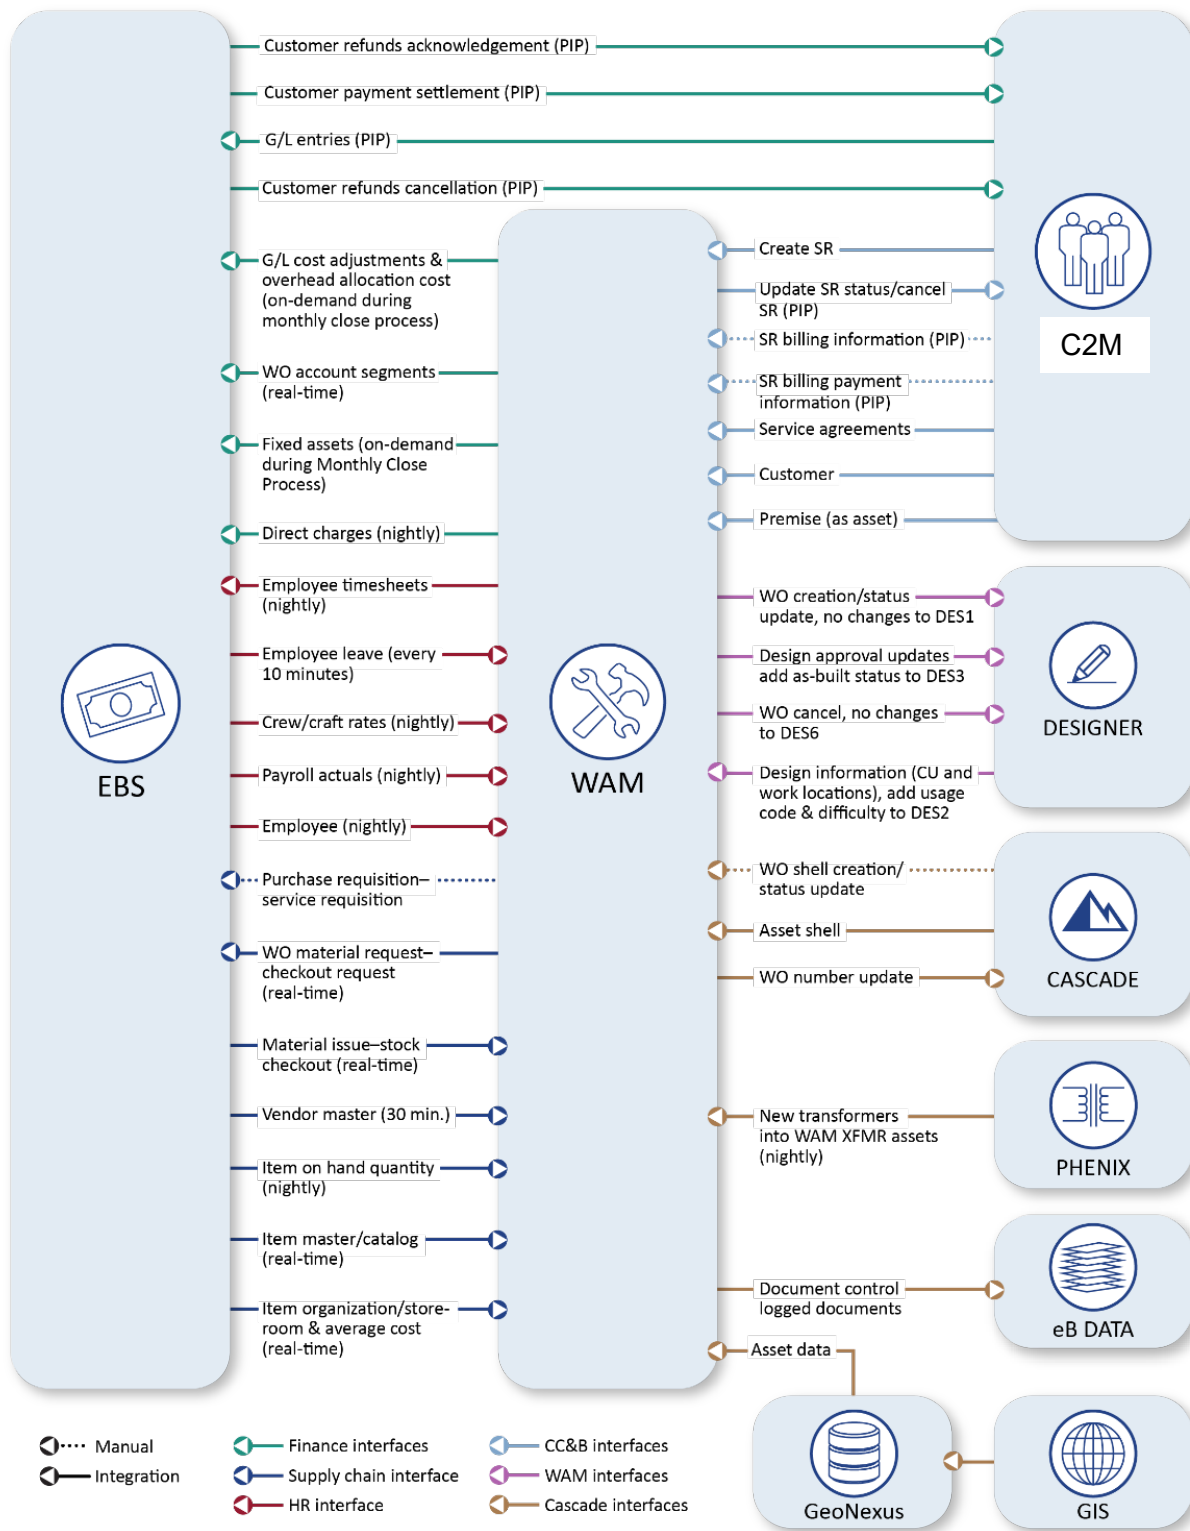 Customer refunds acknowledgement (PIP)
Customer payment settlement (PIP)
G/L entries (PIP)
Customer refunds cancellation (PIP)
G/L cost adjustments &
overhead allocation cost
(on-demand during
monthly close process)
WO account segments
(real-time)
Fixed assets (on-demand
during Monthly Close
Process)
Direct charges (nightly)
Employee timesheets
(nightly)
Employee leave (every
10 minutes)
Crew/craft rates (nightly)
Payroll actuals (nightly)
Employee (nightly)
Purchase requisition–
service requisition
WO material request–
checkout request
(real-time)
Material issue–stock
checkout (real-time)
Vendor master (30 min.)
Item on hand quantity
(nightly)
Item master/catalog
(real-time)
Item organization/store-
room & average cost
(real-time)
EBS
WAM
Create SR
Update SR status/cancel
SR (PIP)
SR billing information (PIP)
SR billing payment
information (PIP)
Service agreements
Customer
Premise (as asset)
C2M
WO creation/status
update, no changes to DES1
Design approval updates
add as-built status to DES3
WO cancel, no changes
to DES6
Design information (CU and
work locations), add usage
code & difficulty to DES2
DESIGNER
WO shell creation/
status update
Asset shell
WO number update
CASCADE
New transformers
into WAM XFMR assets
(nightly)
PHENIX
Document control
logged documents
eB DATA
Asset data
GeoNexus
GIS
Manual
Integration
Finance interfaces
Supply chain interface
HR interface
CC&B interfaces
WAM interfaces
Cascade interfaces